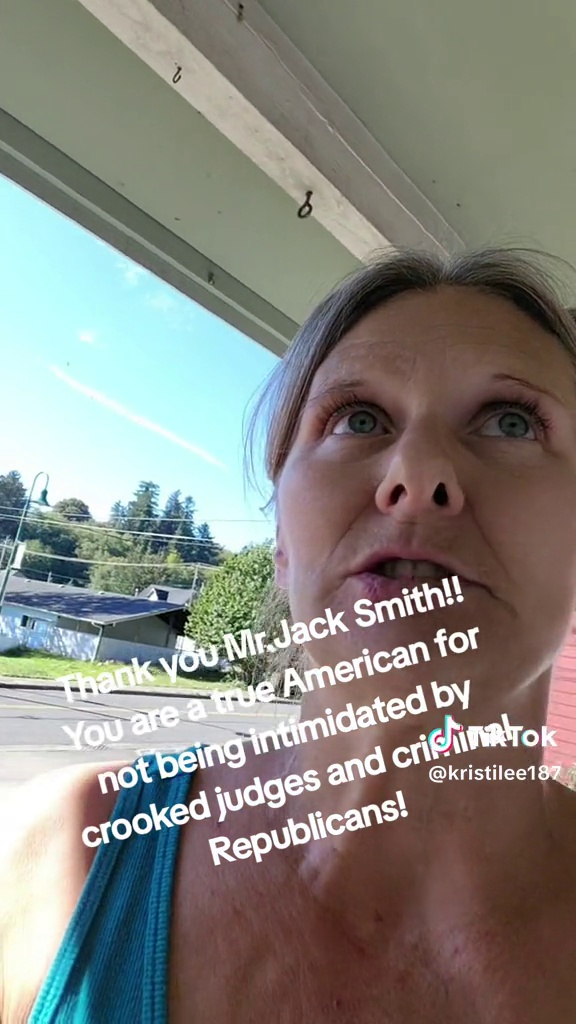 Thank you Mr.Jack Smith!!
You are a true American for
not being intimidated by
crooked judges and criminal
Republicans!
TikTok
@kristilee187